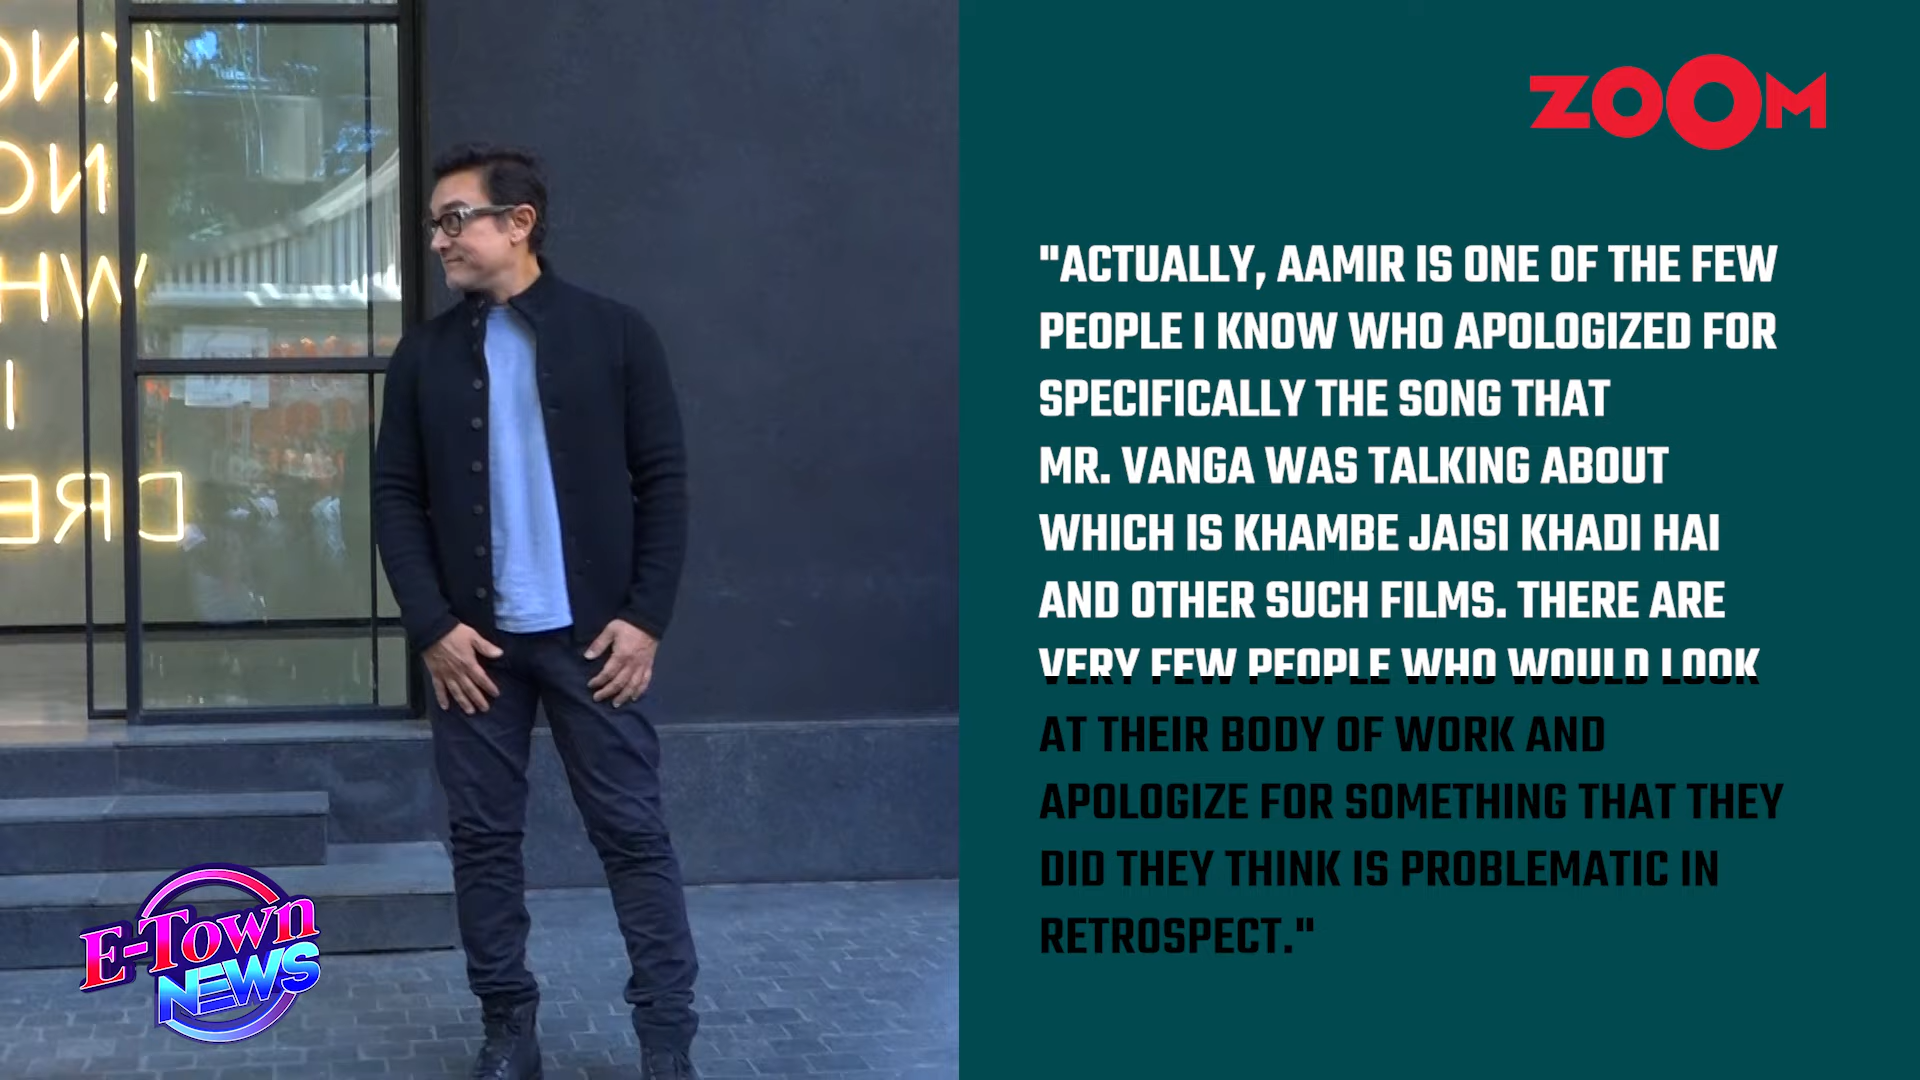 ZOOM
"ACTUALLY, AAMIR IS ONE OF THE FEW
PEOPLE I KNOW WHO APOLOGIZED FOR
SPECIFICALLY THE SONG THAT
MR. VANGA WAS TALKING ABOUT
WHICH IS KHAMBE JAISI KHADI HAI
AND OTHER SUCH FILMS. THERE ARE
VERY FEW PEOPLE WHO WOULD LOOK
AT THEIR BODY OF WORK AND
APOLOGIZE FOR SOMETHING THAT THEY
DID THEY THINK IS PROBLEMATIC IN
RETROSPECT."
E-TOWN
NEWS